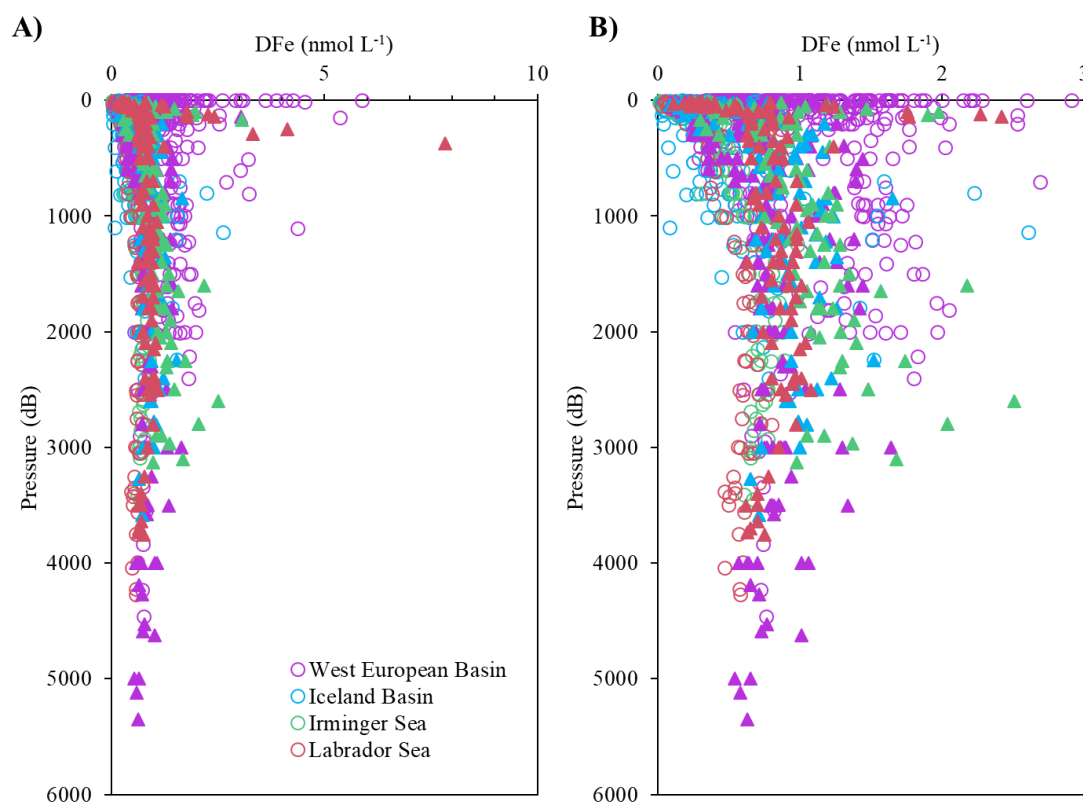 A)
DFe (nmol L⁻¹)
0 5 10
0
1000
2000
3000
4000
5000
6000
Pressure (dB)
West European Basin
Iceland Basin
Irminger Sea
Labrador Sea
B)
DFe (nmol L⁻¹)
0 1 2 3
0
1000
2000
3000
4000
5000
6000
Pressure (dB)